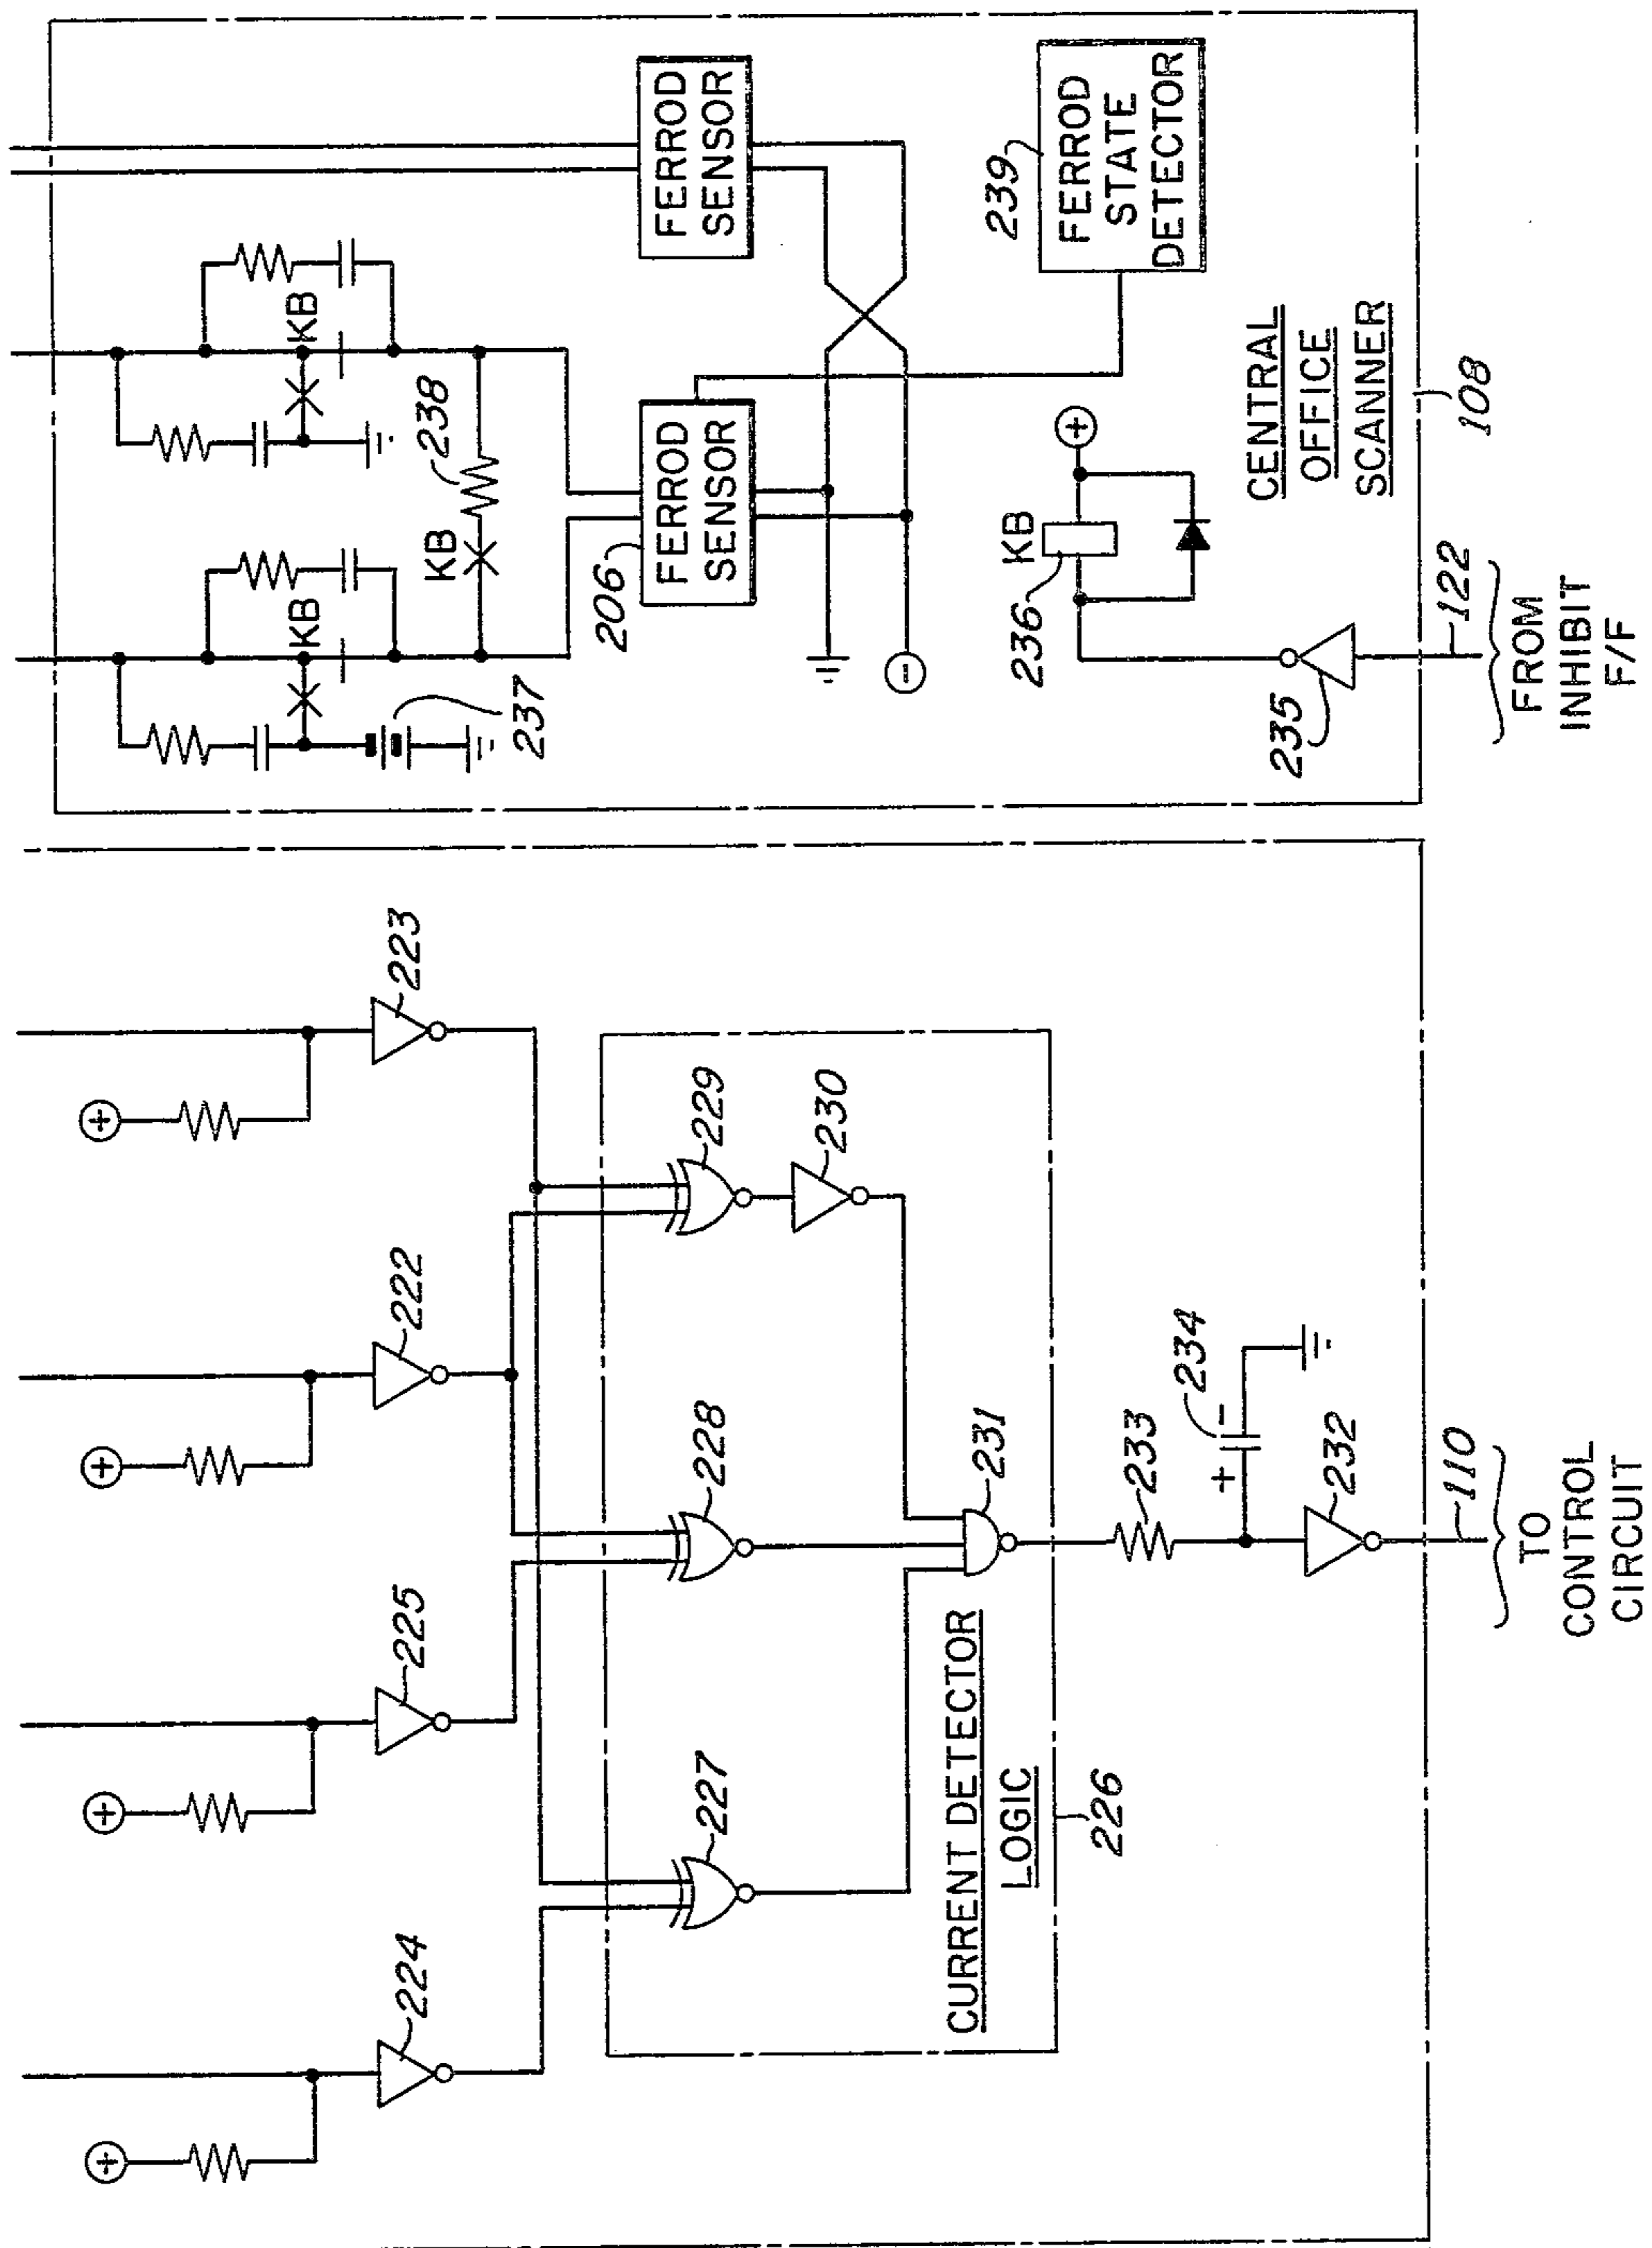 FERROD
SENSOR
FERROD
STATE
DETECTOR
239
KB
KB
238
KB
KB
237
206
FERROD
SENSOR
+
KB
236
235
−
CENTRAL
OFFICE
SCANNER
108
122
FROM
INHIBIT
F/F
+
223
+
222
+
225
+
224
229
230
228
227
231
CURRENT DETECTOR
LOGIC
226
233
234
+
−
232
110
TO
CONTROL
CIRCUIT